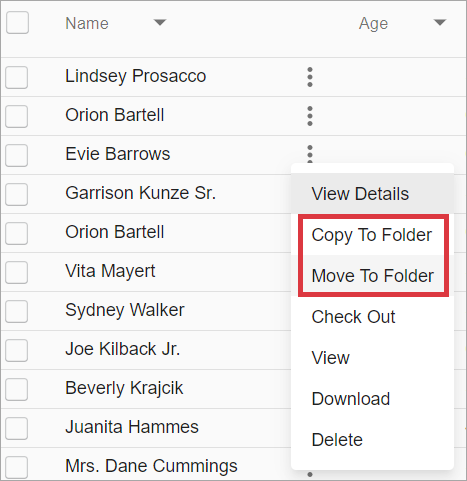 Name Age
Lindsey Prosacco
Orion Bartell
Evie Barrows
Garrison Kunze Sr.
Orion Bartell
Vita Mayert
Sydney Walker
Joe Kilback Jr.
Beverly Krajcik
Juanita Hammes
Mrs. Dane Cummings
View Details
Copy To Folder
Move To Folder
Check Out
View
Download
Delete